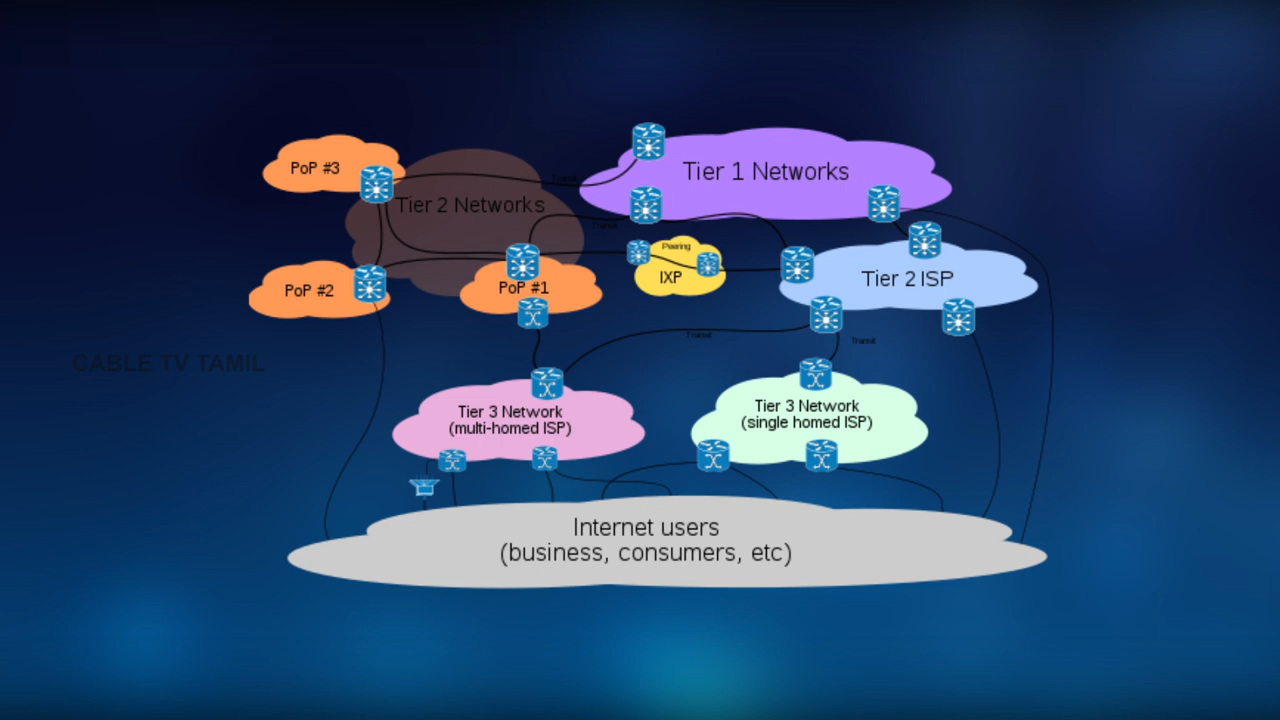 PoP #3
Tier 1 Networks
Transit
Tier 2 Networks
Transit
Peering
IXP
Tier 2 ISP
PoP #2
PoP #1
Transit
Transit
CABLE TV TAMIL
Tier 3 Network
(multi-homed ISP)
Tier 3 Network
(single homed ISP)
Internet users
(business, consumers, etc)